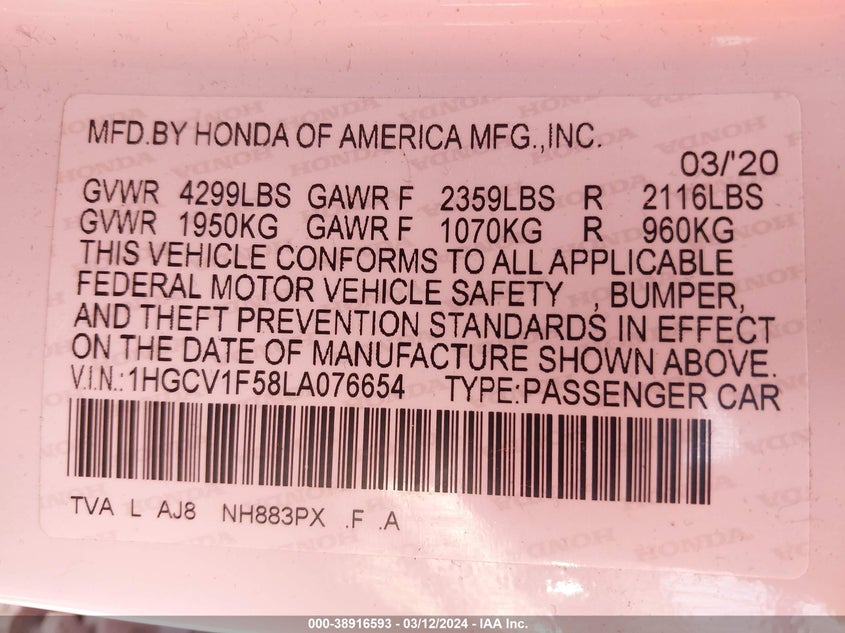 MFD.BY HONDA OF AMERICA MFG.,INC.
03/'20
GVWR 4299LBS GAWR F 2359LBS R 2116LBS
GVWR 1950KG GAWR F 1070KG R 960KG
THIS VEHICLE CONFORMS TO ALL APPLICABLE
FEDERAL MOTOR VEHICLE SAFETY , BUMPER,
AND THEFT PREVENTION STANDARDS IN EFFECT
ON THE DATE OF MANUFACTURE SHOWN ABOVE.
V.I.N.:1HGCV1F58LA076654 TYPE:PASSENGER CAR
TVA L AJ8 NH883PX .F .A
000-38916593 - 03/12/2024 - IAA Inc.